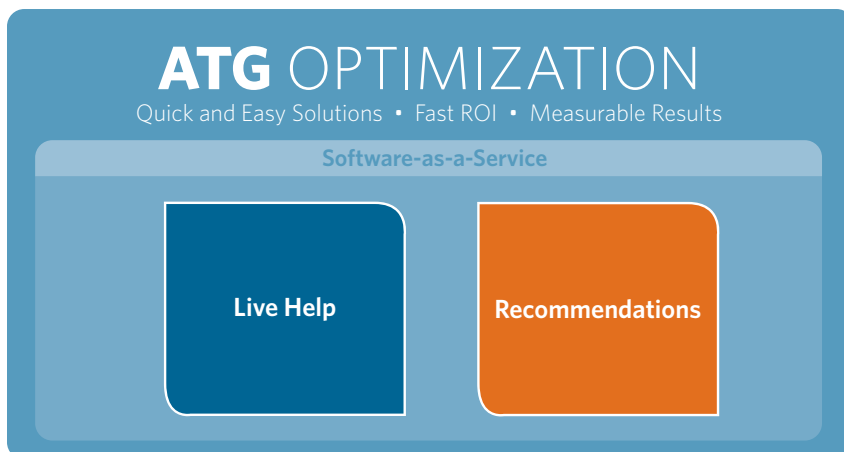 ATG OPTIMIZATION
Quick and Easy Solutions • Fast ROI • Measurable Results
Software-as-a-Service
Live Help
Recommendations